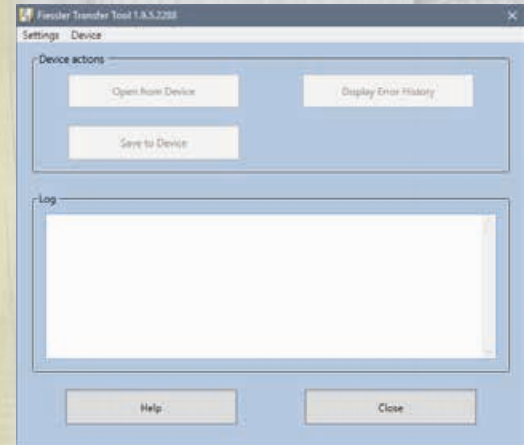 Fiessler Transfer Tool 1.9.5.2288
Settings Device
Device actions
Open from Device
Display Error History
Save to Device
Log
Help
Close